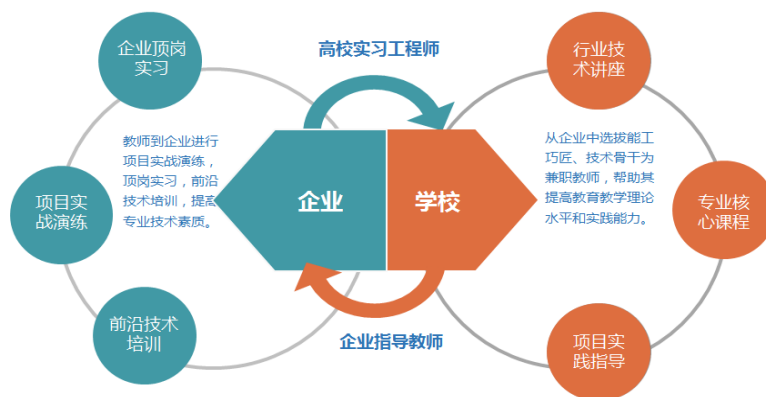 企业顶岗
实习
项目实
战演练
前沿技术
培训
教师到企业进行
项目实战演练，
顶岗实习，前沿
技术培训，提高
专业技术素质。
高校实习工程师
企业
学校
企业指导教师
从企业中选拔能工
巧匠、技术骨干为
兼职教师，帮助其
提高教育教学理论
水平和实践能力。
行业技
术讲座
专业核
心课程
项目实
践指导